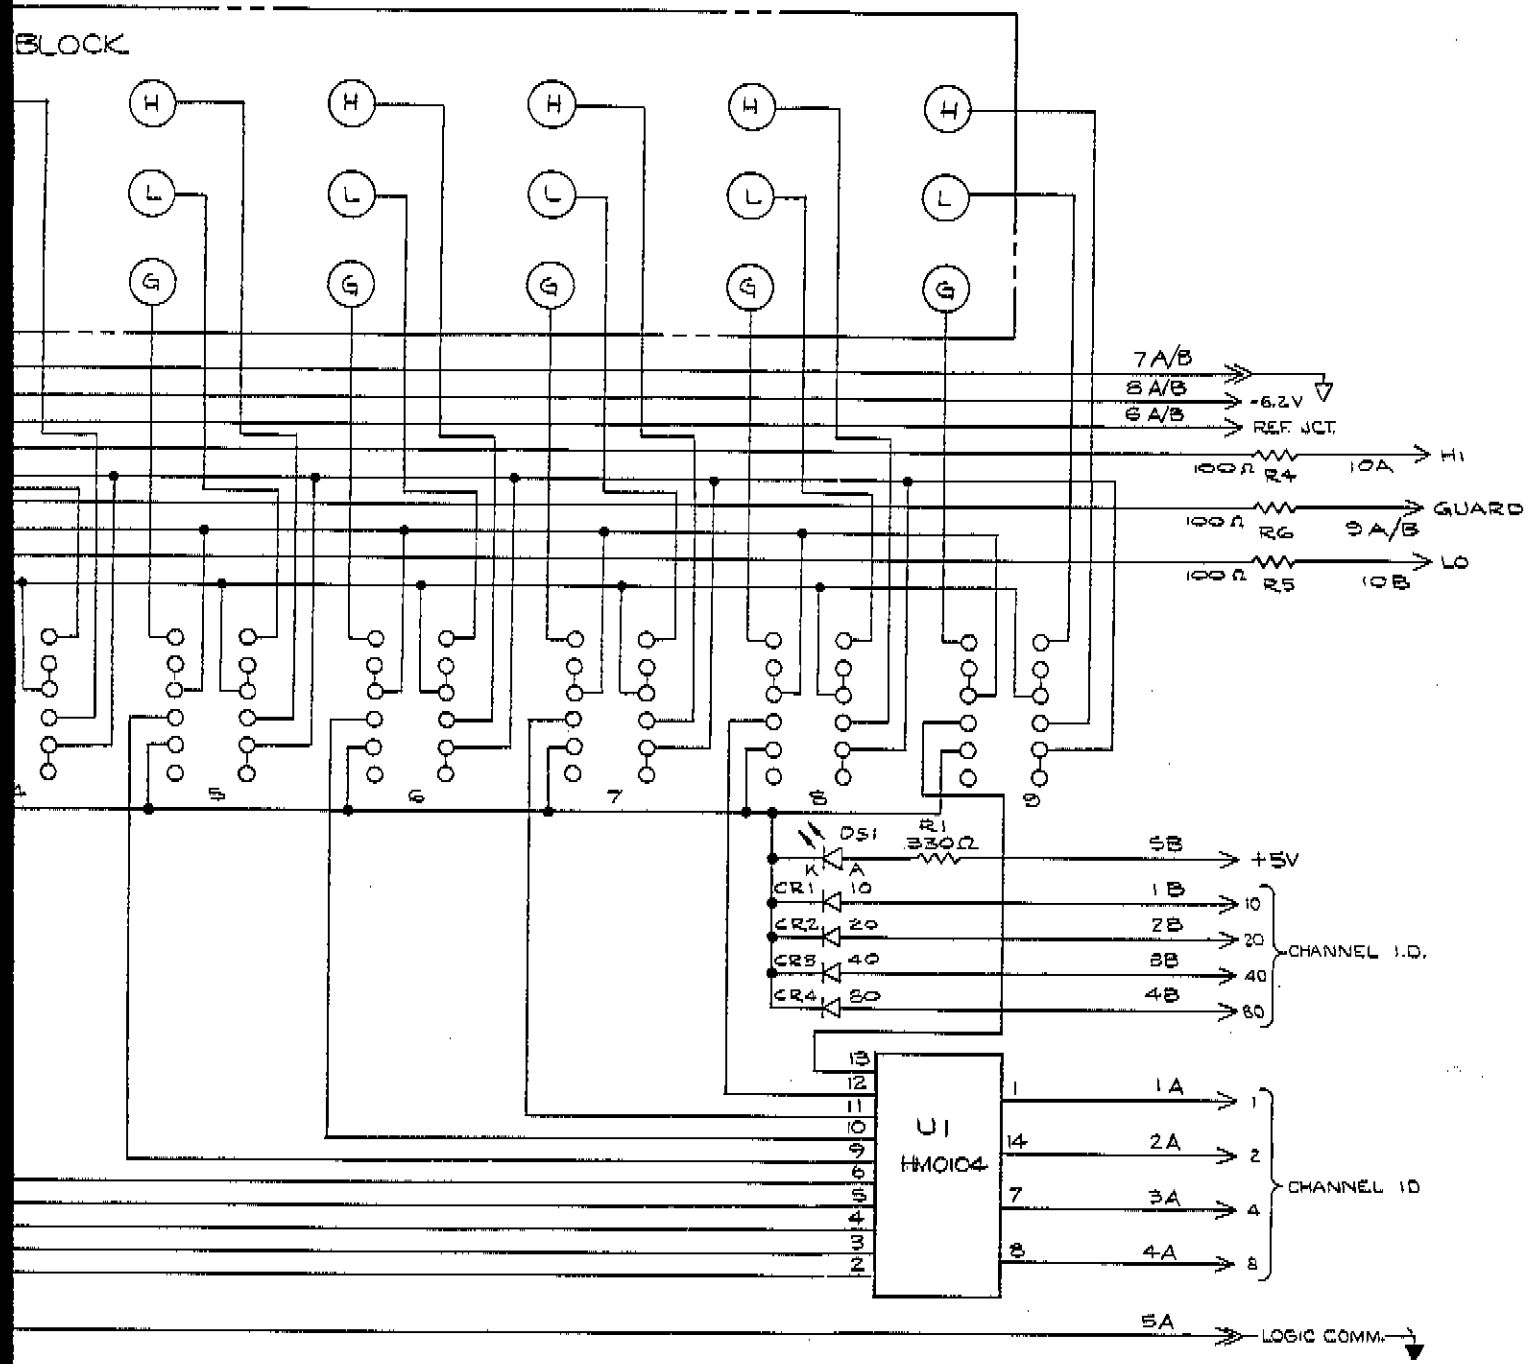 BLOCK
H H H H H
L L L L L
G G G G G
7 A/B
8 A/B
-6.2V
6 A/B
REF. JCT.
100Ω R4 10A HI
100Ω R6 9 A/B GUARD
100Ω R5 10B LO
4 5 6 7 8 9
DS1 R1 330Ω 5B +5V
K A
CR1 10 1B 10
CR2 20 2B 20
CR3 40 3B 40
CR4 80 4B 80
CHANNEL I.D.
13
12
11
10
9
6
5
4
3
2
U1
HM0104
1 1A 1
14 2A 2
7 3A 4
8 4A 8
CHANNEL ID
5A LOGIC COMM.